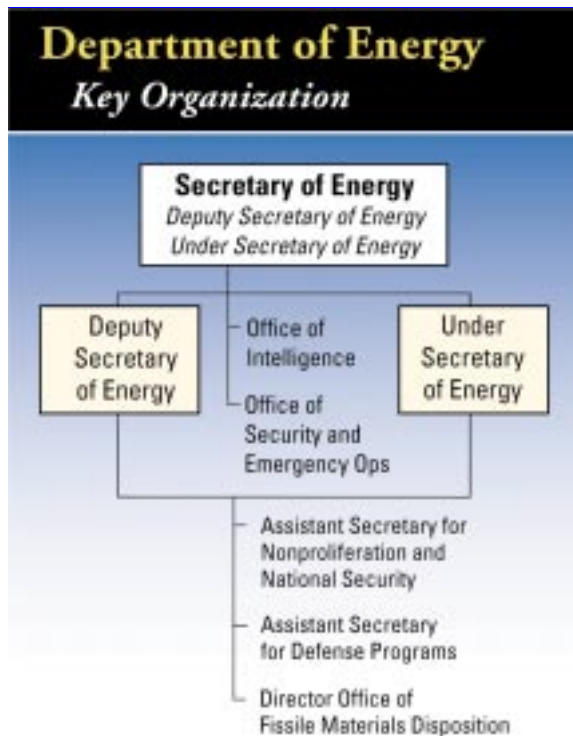 Department of Energy
Key Organization
Secretary of Energy
Deputy Secretary of Energy
Under Secretary of Energy
Deputy
Secretary
of Energy
Office of
Intelligence
Office of
Security and
Emergency Ops
Under
Secretary
of Energy
Assistant Secretary for
Nonproliferation and
National Security
Assistant Secretary
for Defense Programs
Director Office of
Fissile Materials Disposition